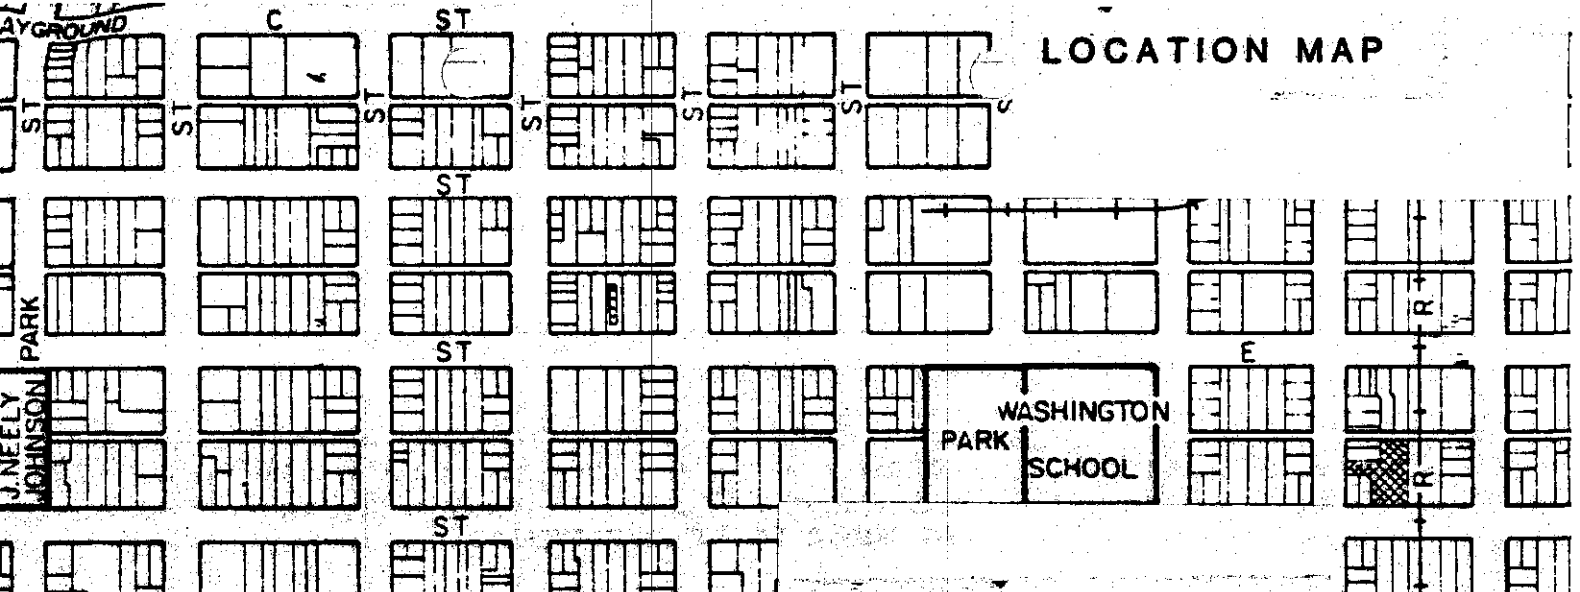 AYGROUND
C ST
LOCATION MAP
ST
ST
ST
ST
ST
ST
S
ST
PARK
R
ST
E
J.NEELY
JOHNSON
WASHINGTON
PARK
SCHOOL
R
ST